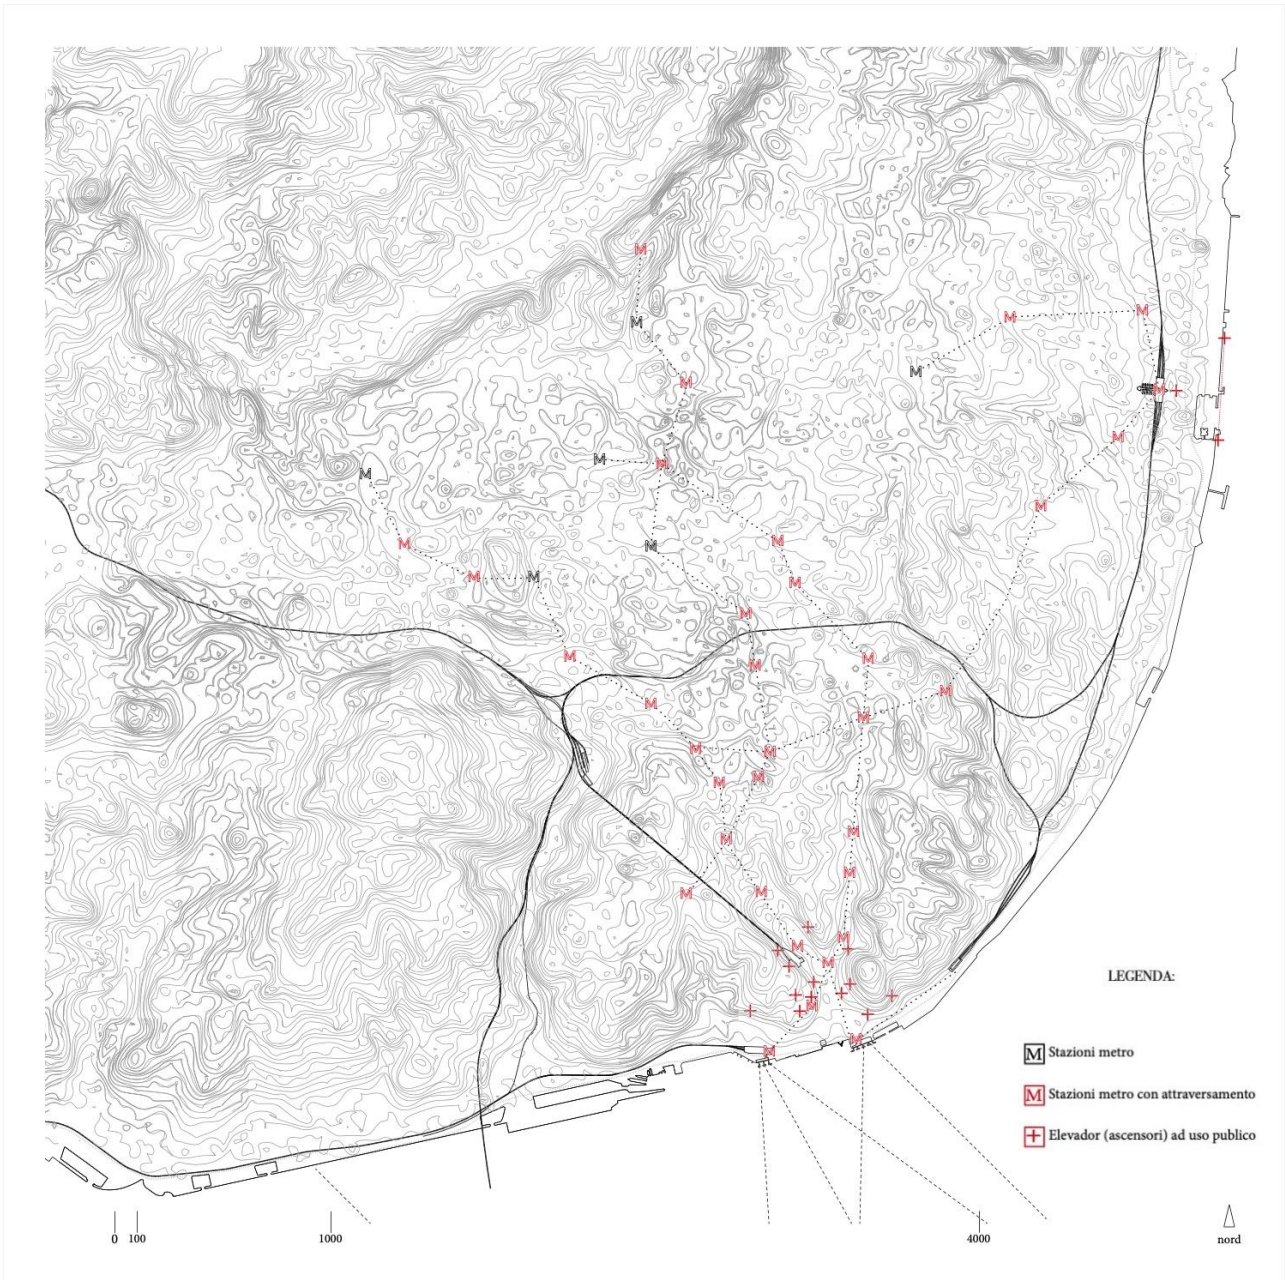 LEGENDA:
M Stazioni metro
M Stazioni metro con attraversamento
Elevador (ascensori) ad uso publico
0 100 1000 4000
nord